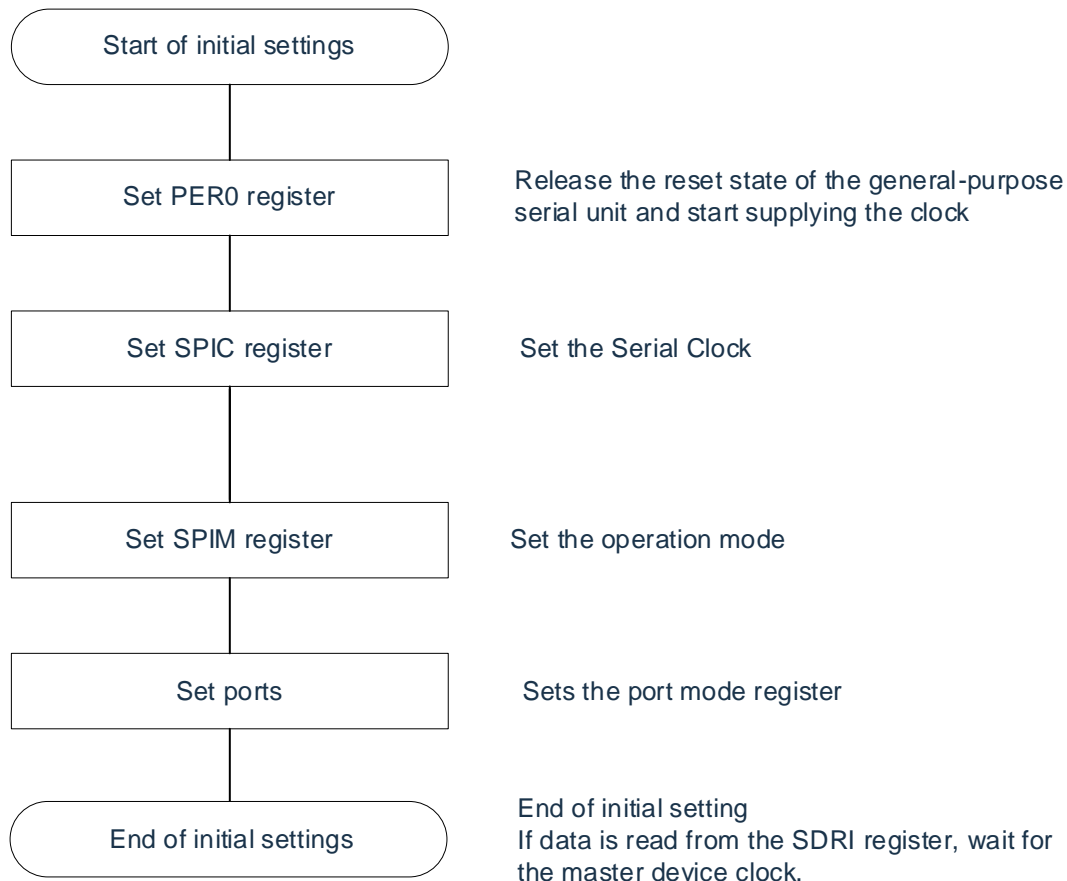 Start of initial settings
Set PER0 register
Release the reset state of the general-purpose
serial unit and start supplying the clock
Set SPIC register
Set the Serial Clock
Set SPIM register
Set the operation mode
Set ports
Sets the port mode register
End of initial settings
End of initial setting
If data is read from the SDRI register, wait for
the master device clock.